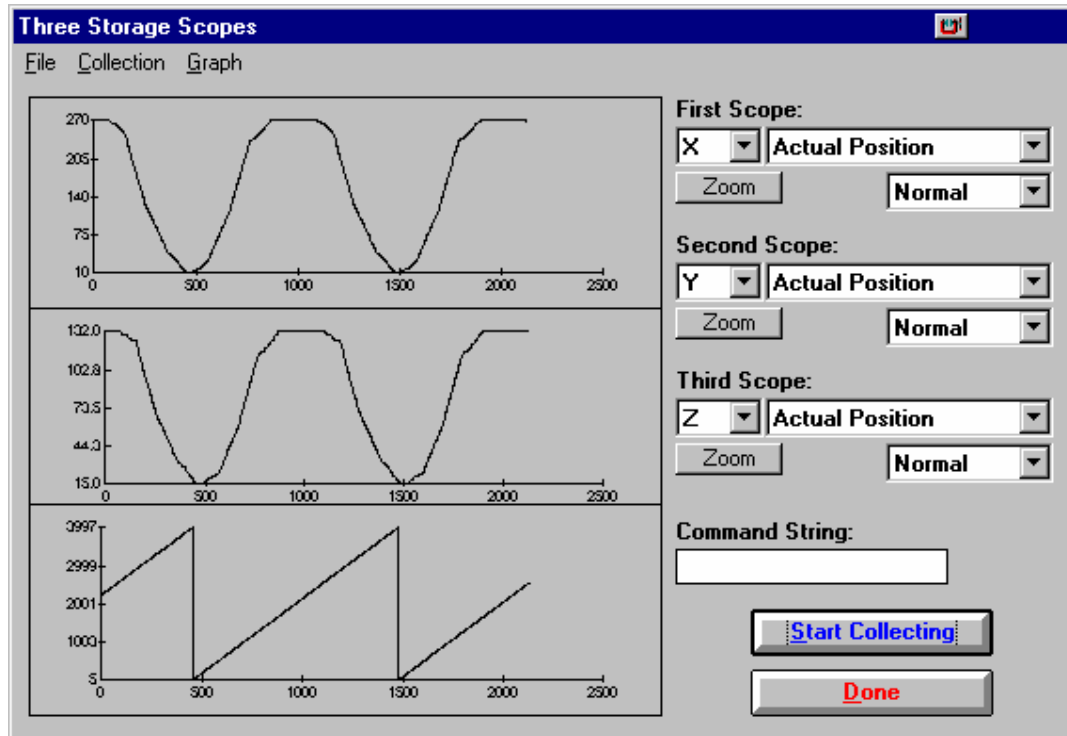 Three Storage Scopes
File Collection Graph
270
205
140
75
10
0 500 1000 1500 2000 2500
132.0
102.8
73.5
44.3
15.0
0 500 1000 1500 2000 2500
3997
2999
2001
1003
5
0 500 1000 1500 2000 2500
First Scope:
X Actual Position
Zoom Normal
Second Scope:
Y Actual Position
Zoom Normal
Third Scope:
Z Actual Position
Zoom Normal
Command String:
Start Collecting
Done